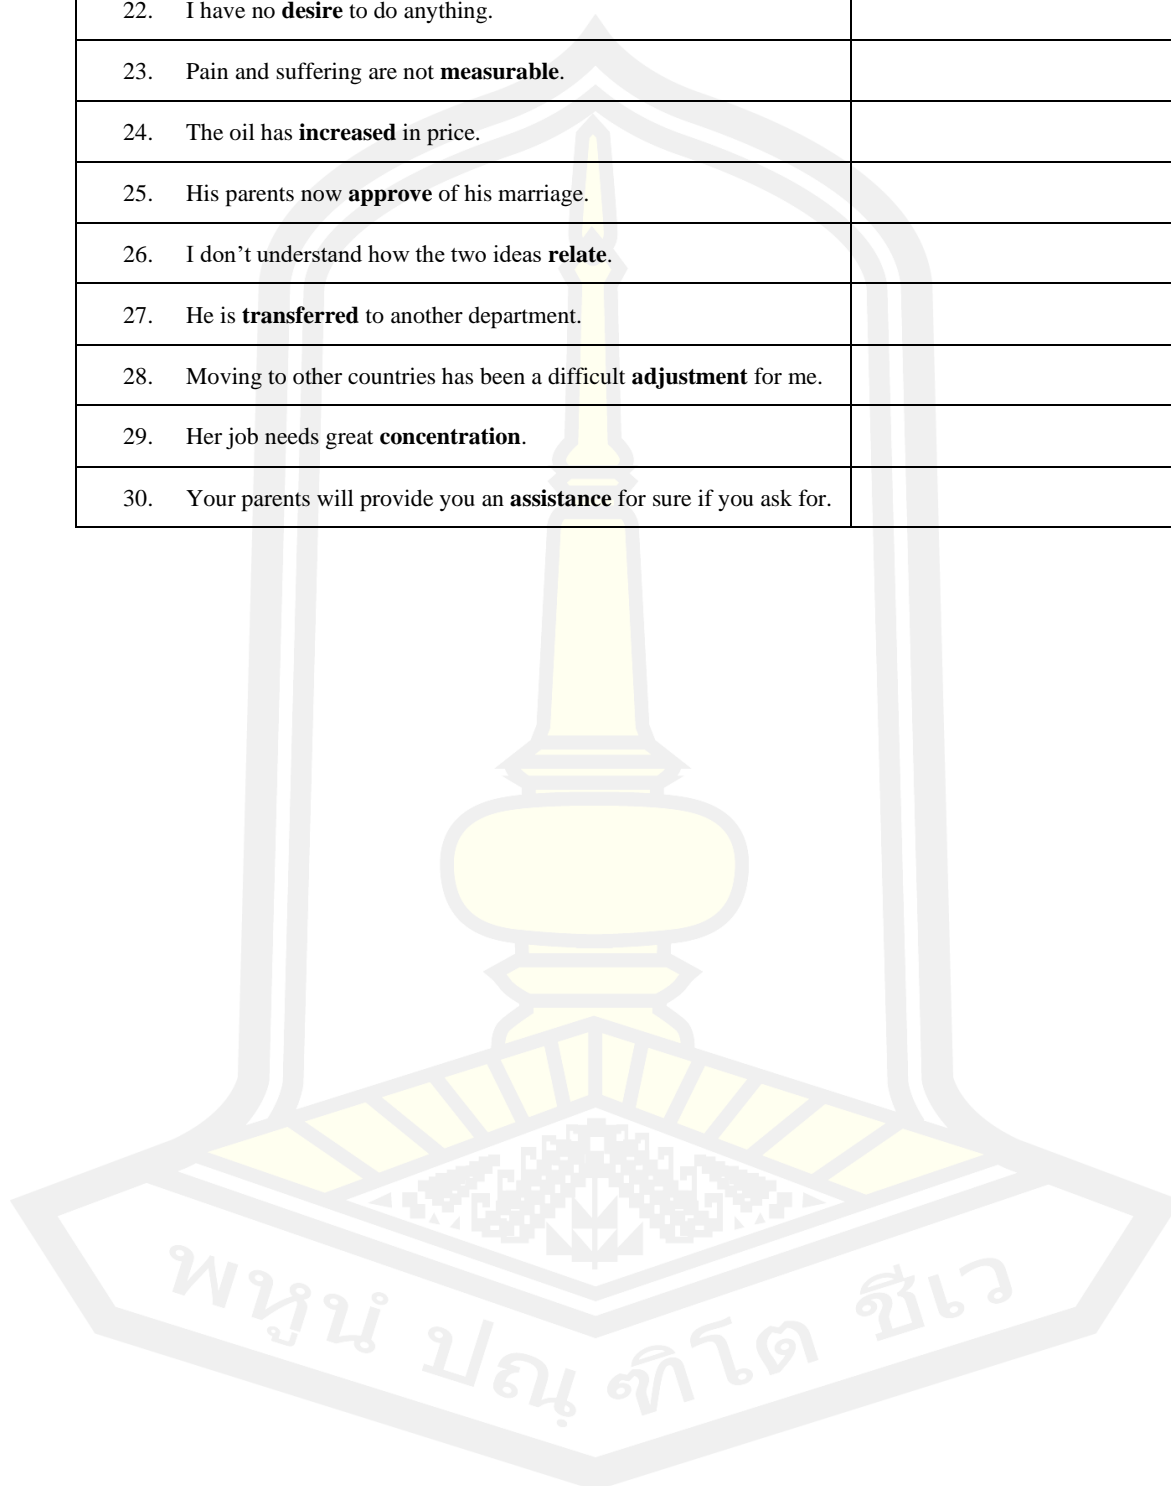 22. I have no desire to do anything.
23. Pain and suffering are not measurable.
24. The oil has increased in price.
25. His parents now approve of his marriage.
26. I don’t understand how the two ideas relate.
27. He is transferred to another department.
28. Moving to other countries has been a difficult adjustment for me.
29. Her job needs great concentration.
30. Your parents will provide you an assistance for sure if you ask for.
พหูนํ ปณฺฑิโต ชีเว